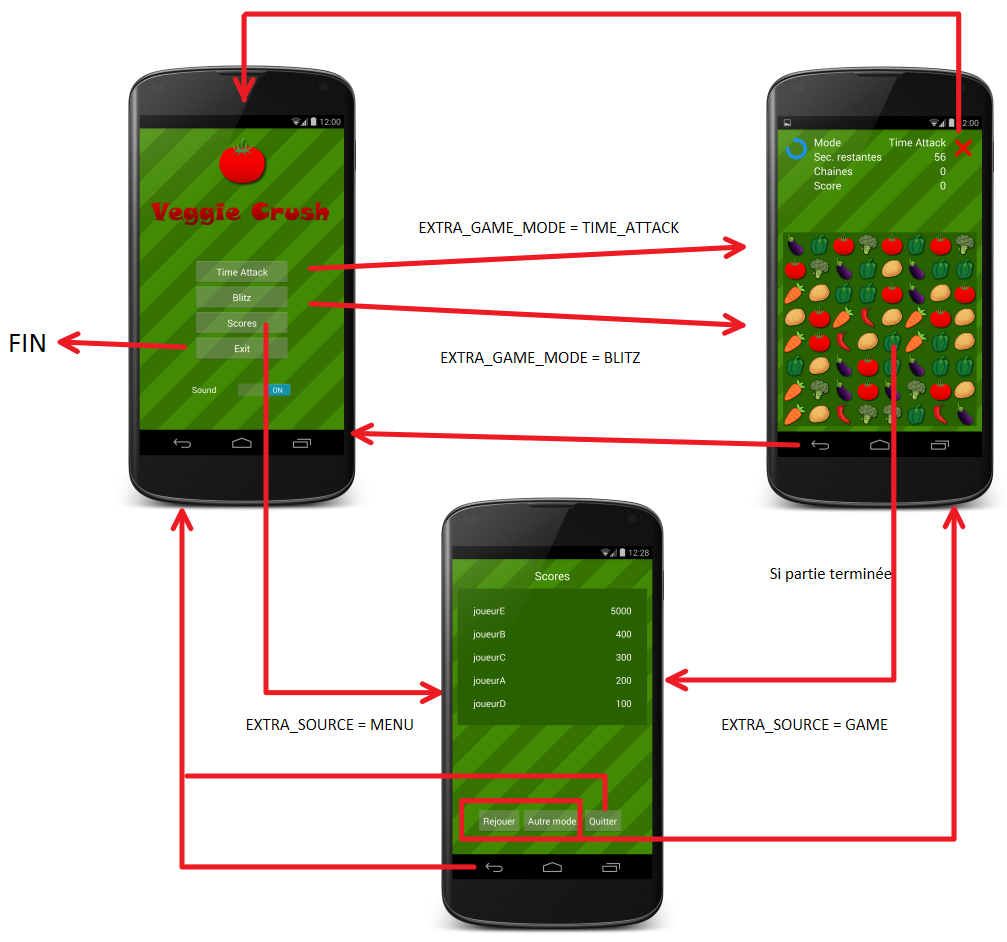 12:00
Veggie Crush
Time Attack
Blitz
Scores
Exit
Sound ON
FIN
EXTRA_GAME_MODE = TIME_ATTACK
EXTRA_GAME_MODE = BLITZ
2:00
Mode Time Attack
Sec. restantes 56
Chaines 0
Score 0
Si partie terminée
12:28
Scores
joueurE 5000
joueurB 400
joueurC 300
joueurA 200
joueurD 100
EXTRA_SOURCE = MENU
EXTRA_SOURCE = GAME
Rejouer Autre mode Quitter